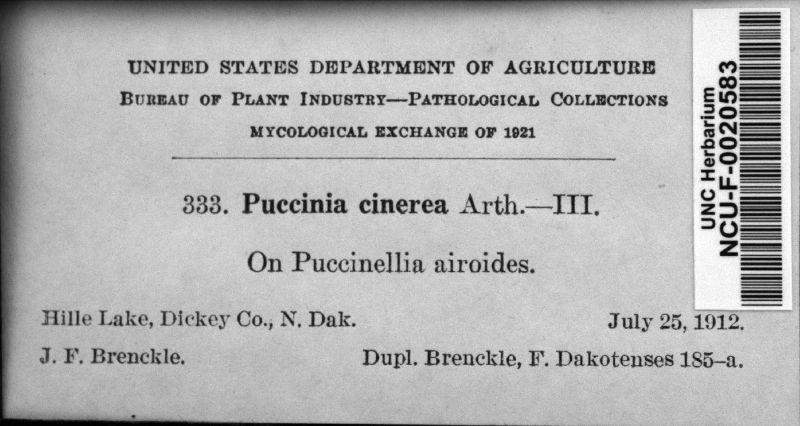 UNITED STATES DEPARTMENT OF AGRICULTURE
BUREAU OF PLANT INDUSTRY—PATHOLOGICAL COLLECTIONS
MYCOLOGICAL EXCHANGE OF 1921
333. Puccinia cinerea Arth.—III.
On Puccinellia airoides.
Hille Lake, Dickey Co., N. Dak. July 25, 1912.
J. F. Brenckle. Dupl. Brenckle, F. Dakotenses 185–a.
UNC Herbarium
NCU-F-0020583